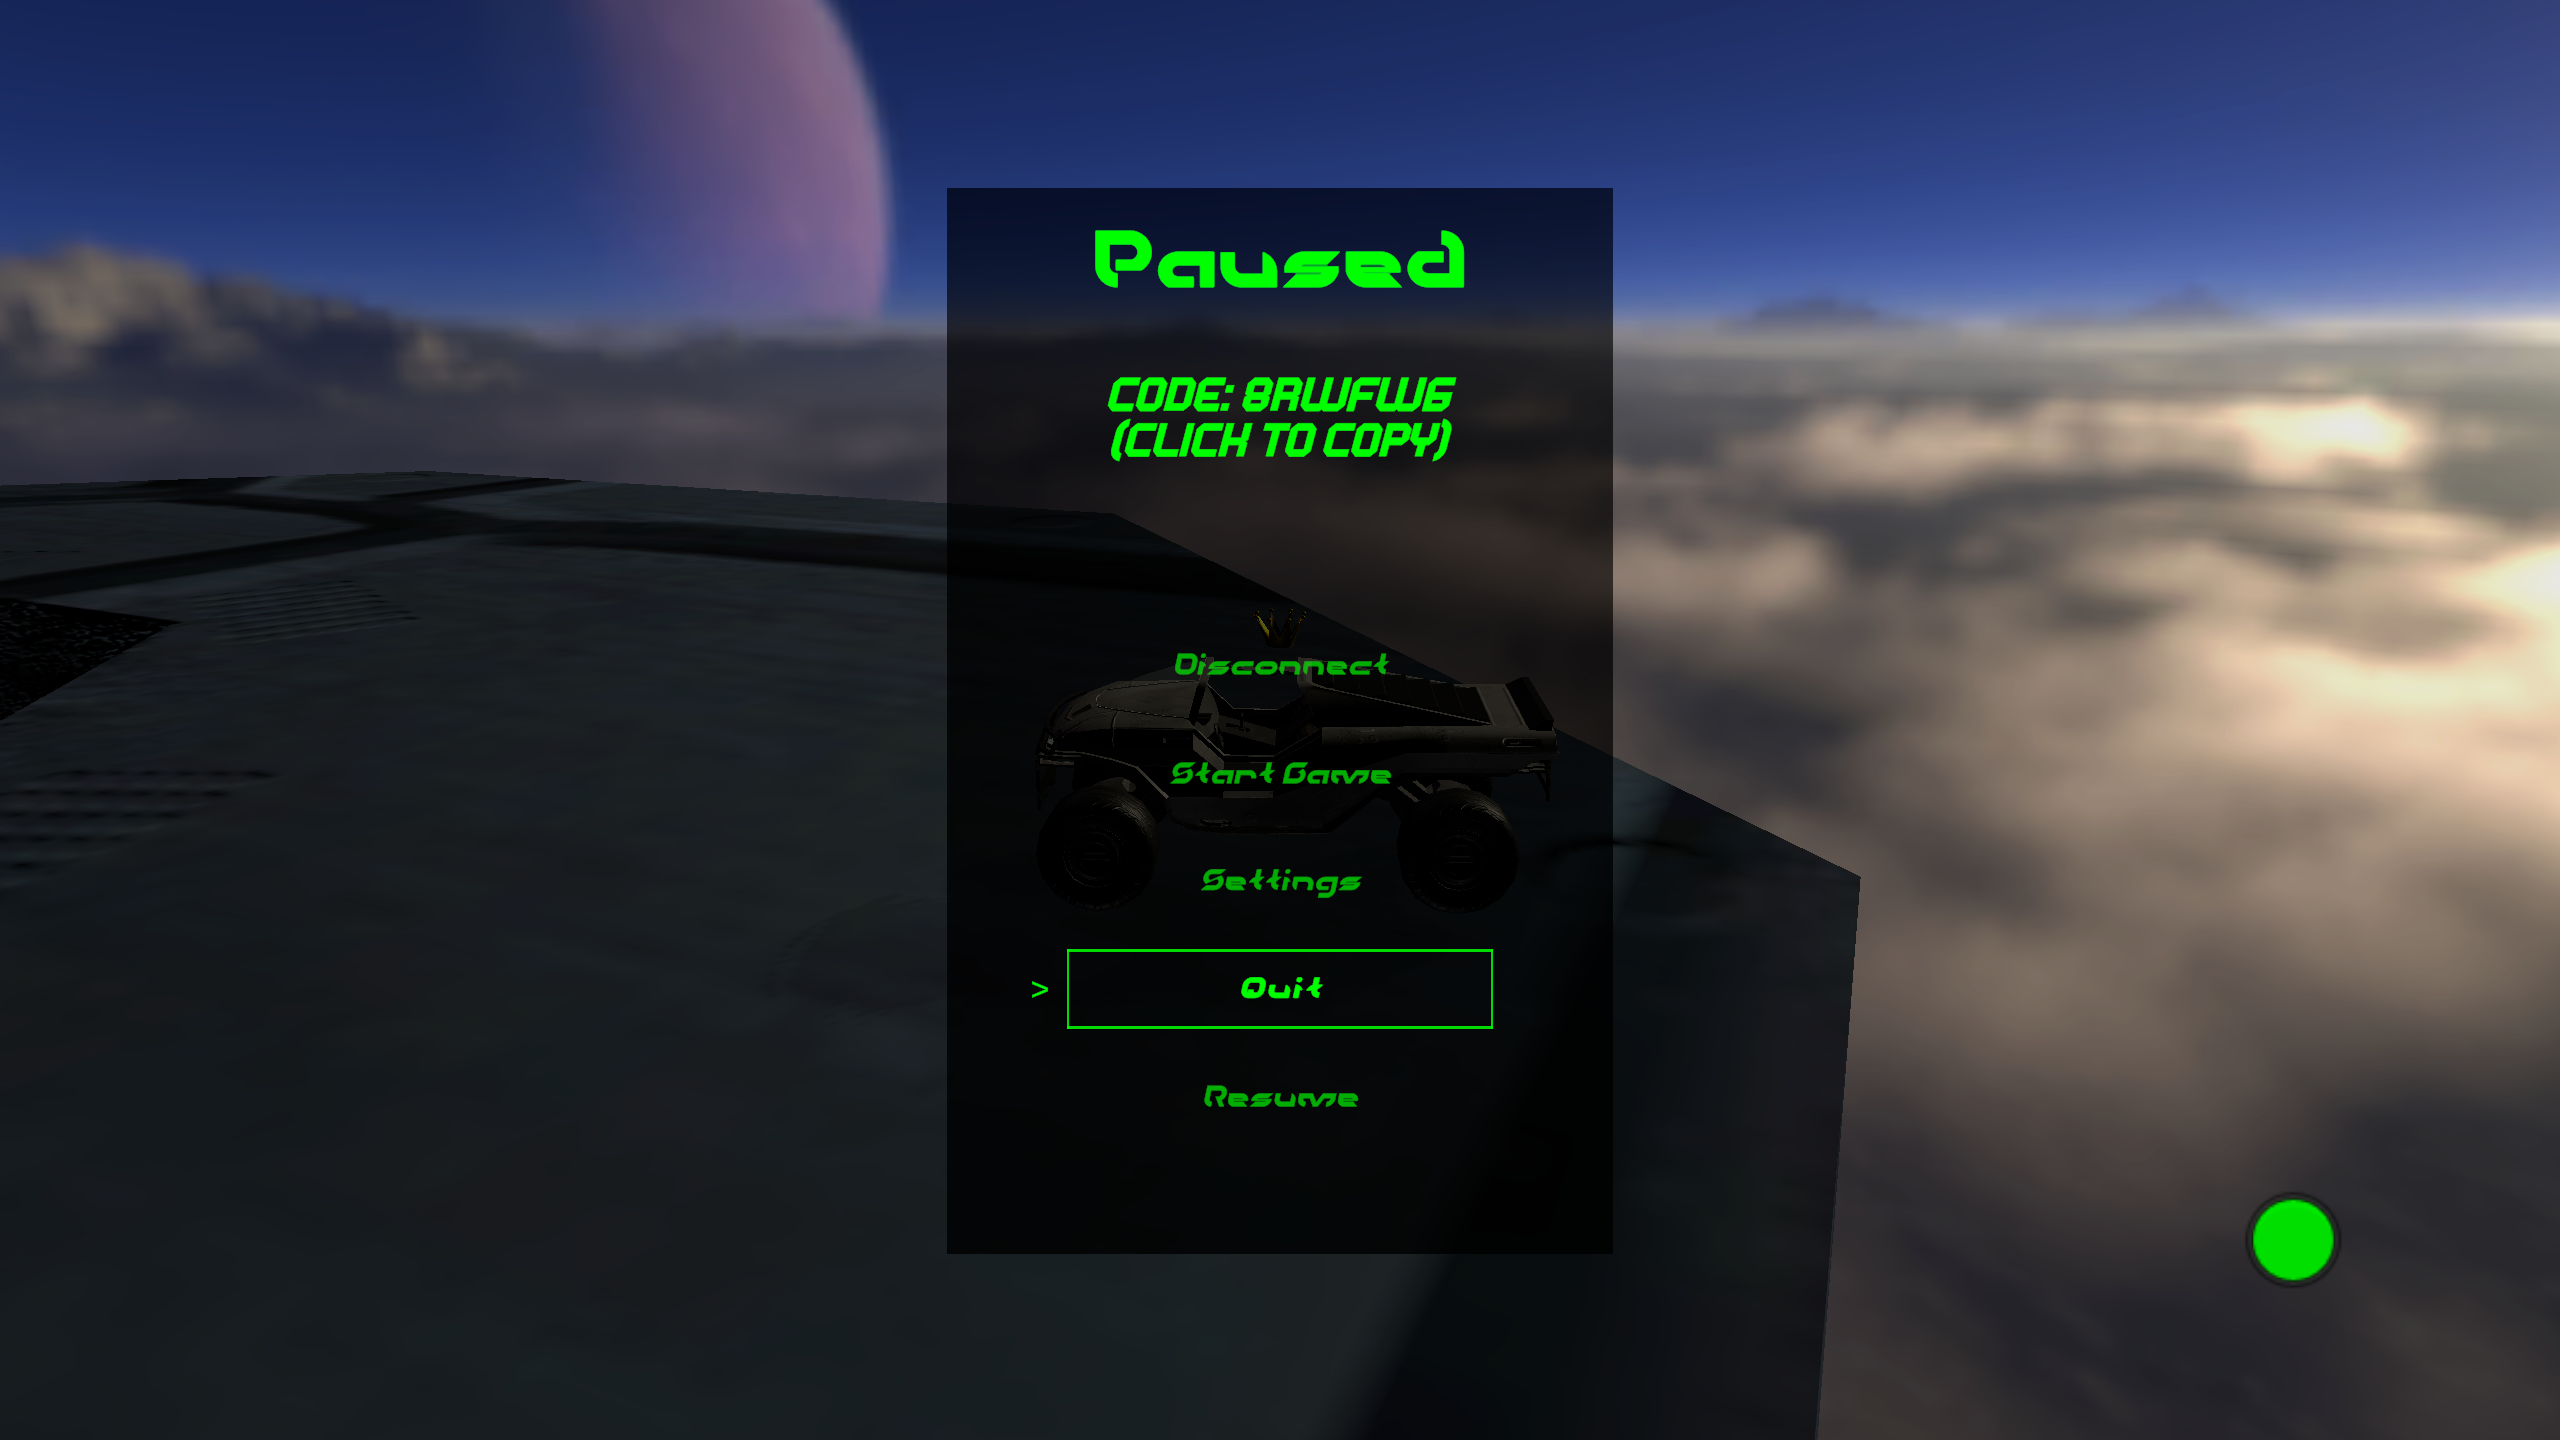 Paused
CODE: 8RWFW6
(CLICK TO COPY)
Disconnect
Start Game
Settings
> Quit
Resume